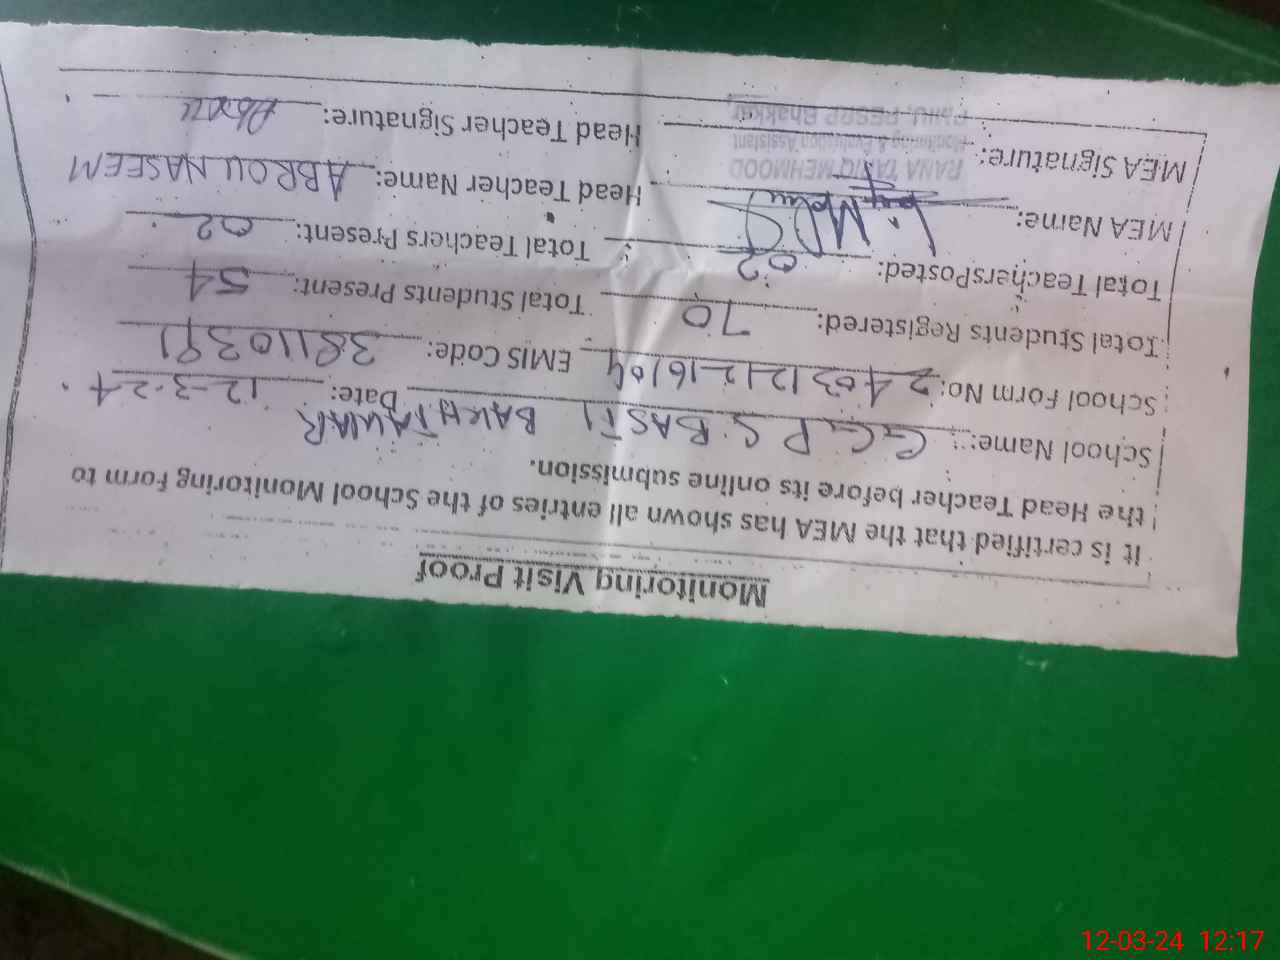 Monitoring Visit Proof
It is certified that the MEA has shown all entries of the School Monitoring Form to
the Head Teacher before its online submission.
School Name: G.G.P.S. BASTI BAKHTAWAR Date: 12-3-24
School Form No: EMIS Code: 38110391
Total Students Registered: 70 Total Students Present: 54
Total Teachers Posted: 02 Total Teachers Present: 02
MEA Name: Head Teacher Name: ABROU NASEEM
MEA Signature: Head Teacher Signature:
RANA TARIQ MEHMOOD
Monitoring & Evaluation Assistant
PMIU, PESRP Bhakkar
12-03-24 12:17